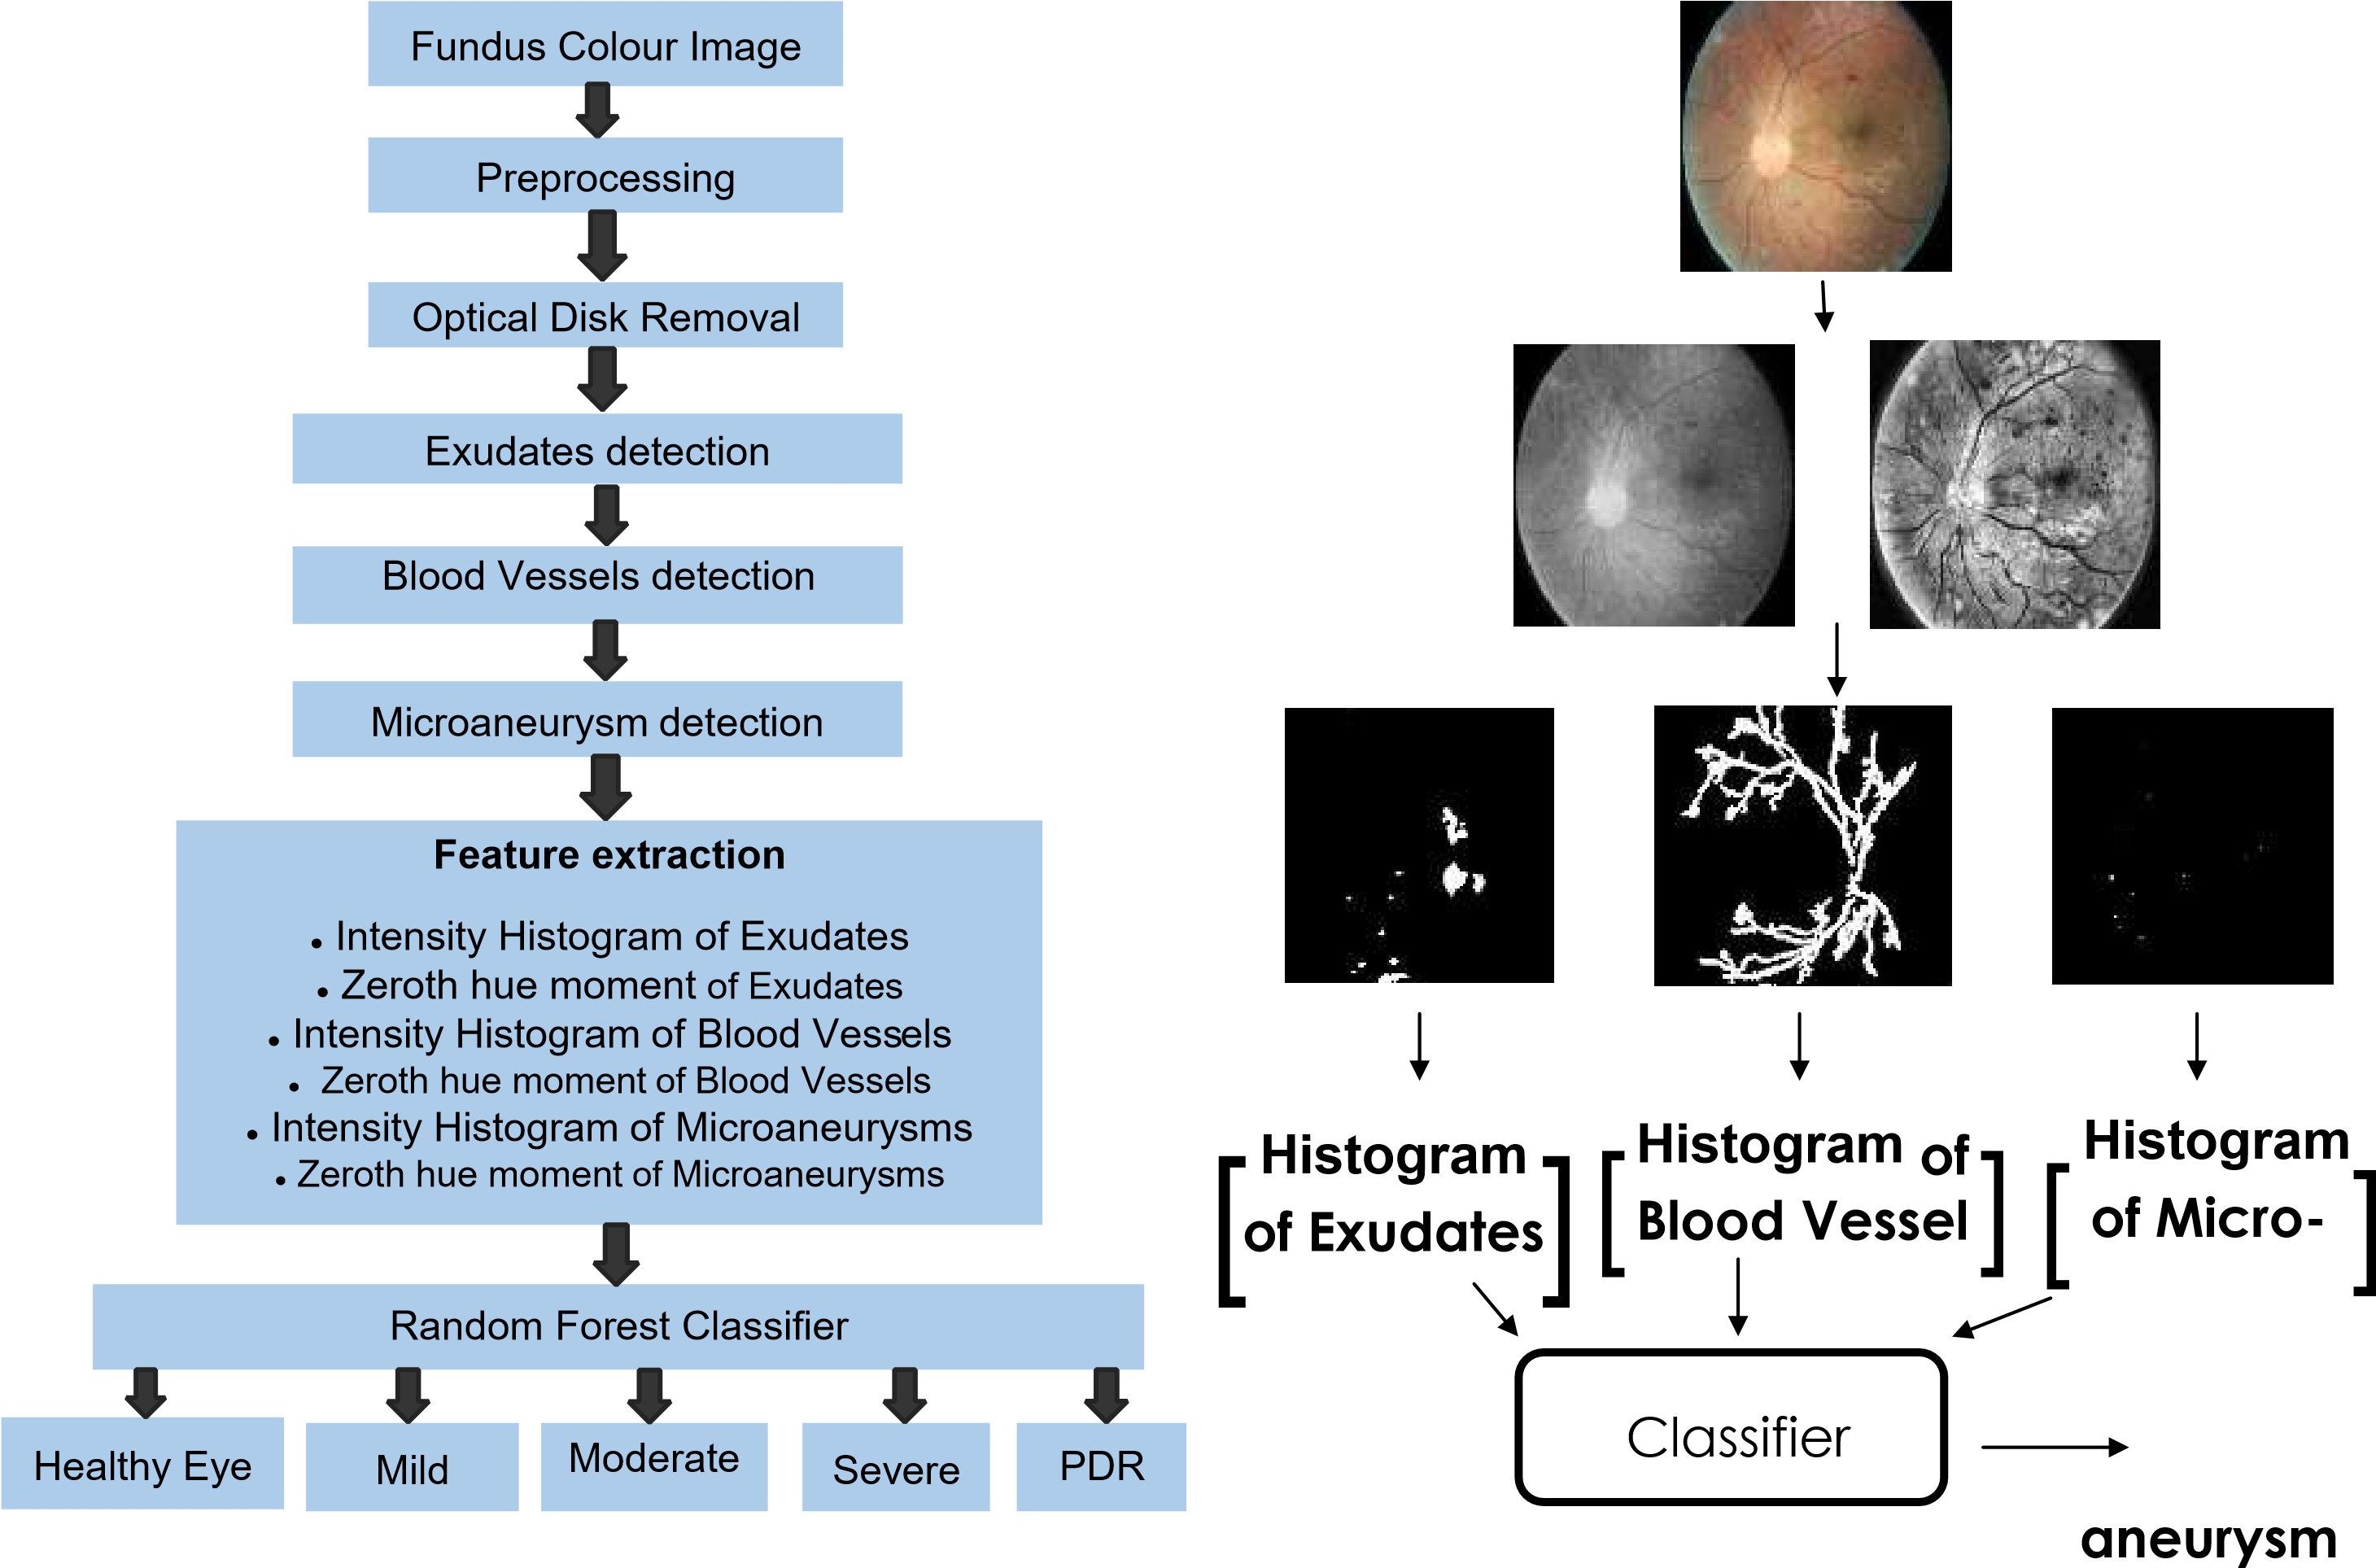 Fundus Colour Image
Preprocessing
Optical Disk Removal
Exudates detection
Blood Vessels detection
Microaneurysm detection
Feature extraction
• Intensity Histogram of Exudates
• Zeroth hue moment of Exudates
• Intensity Histogram of Blood Vessels
• Zeroth hue moment of Blood Vessels
• Intensity Histogram of Microaneurysms
• Zeroth hue moment of Microaneurysms
Random Forest Classifier
Healthy Eye
Mild
Moderate
Severe
PDR
[Histogram
of Exudates]
[Histogram of
Blood Vessel]
[Histogram
of Micro-]
Classifier
aneurysm